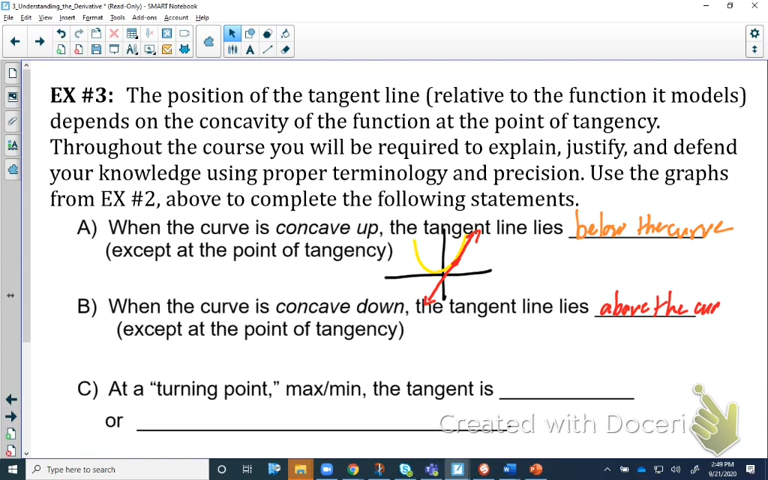 3_Understanding_the_Derivative * (Read-Only) - SMART Notebook
File Edit View Insert Format Tools Add-ons Account Help
EX #3: The position of the tangent line (relative to the function it models)
depends on the concavity of the function at the point of tangency.
Throughout the course you will be required to explain, justify, and defend
your knowledge using proper terminology and precision. Use the graphs
from EX #2, above to complete the following statements.
A) When the curve is concave up, the tangent line lies below the curve
(except at the point of tangency)
B) When the curve is concave down, the tangent line lies above the cur
(except at the point of tangency)
C) At a “turning point,” max/min, the tangent is ___________
or ___________
Created with Doceri
Type here to search
2:49 PM
9/21/2020